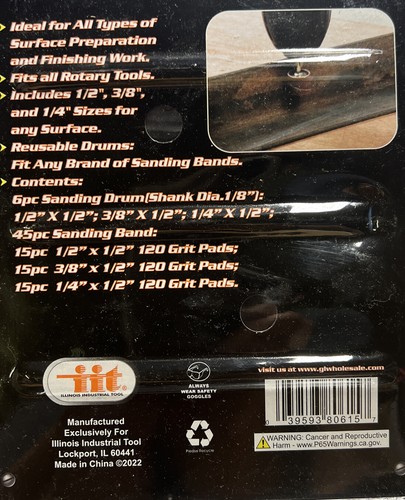 Ideal for All Types of
Surface Preparation
and Finishing Work.
Fits all Rotary Tools.
Includes 1/2", 3/8",
and 1/4" Sizes for
any Surface.
Reusable Drums:
Fit Any Brand of Sanding Bands.
Contents:
6pc Sanding Drum(Shank Dia.1/8"):
1/2" X 1/2"; 3/8" X 1/2"; 1/4" X 1/2";
45pc Sanding Band:
15pc 1/2" x 1/2" 120 Grit Pads;
15pc 3/8" x 1/2" 120 Grit Pads;
15pc 1/4" x 1/2" 120 Grit Pads.
iit®
ILLINOIS INDUSTRIAL TOOL
Manufactured
Exclusively For
Illinois Industrial Tool
Lockport, IL 60441
Made in China ©2022
ALWAYS
WEAR SAFETY
GOGGLES
Please Recycle
visit us at www.ghwholesale.com
0 39593 80615 7
WARNING: Cancer and Reproductive
Harm - www.P65Warnings.ca.gov.